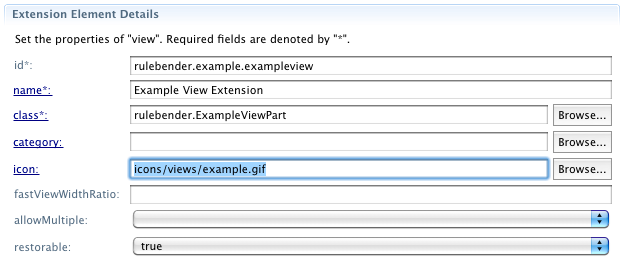 Extension Element Details
Set the properties of "view". Required fields are denoted by "*".
id*: rulebender.example.exampleview
name*: Example View Extension
class*: rulebender.ExampleViewPart Browse...
category: Browse...
icon: icons/views/example.gif Browse...
fastViewWidthRatio:
allowMultiple:
restorable: true